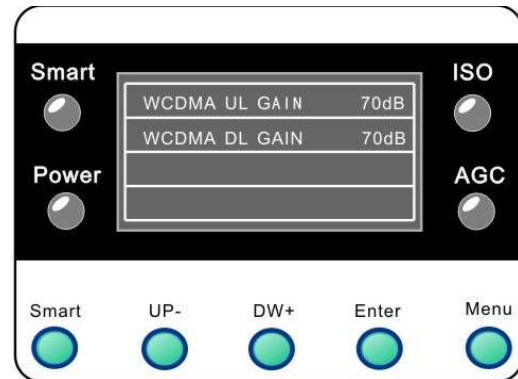 Smart
ISO
WCDMA UL GAIN 70dB
WCDMA DL GAIN 70dB
Power
AGC
Smart UP- DW+ Enter Menu